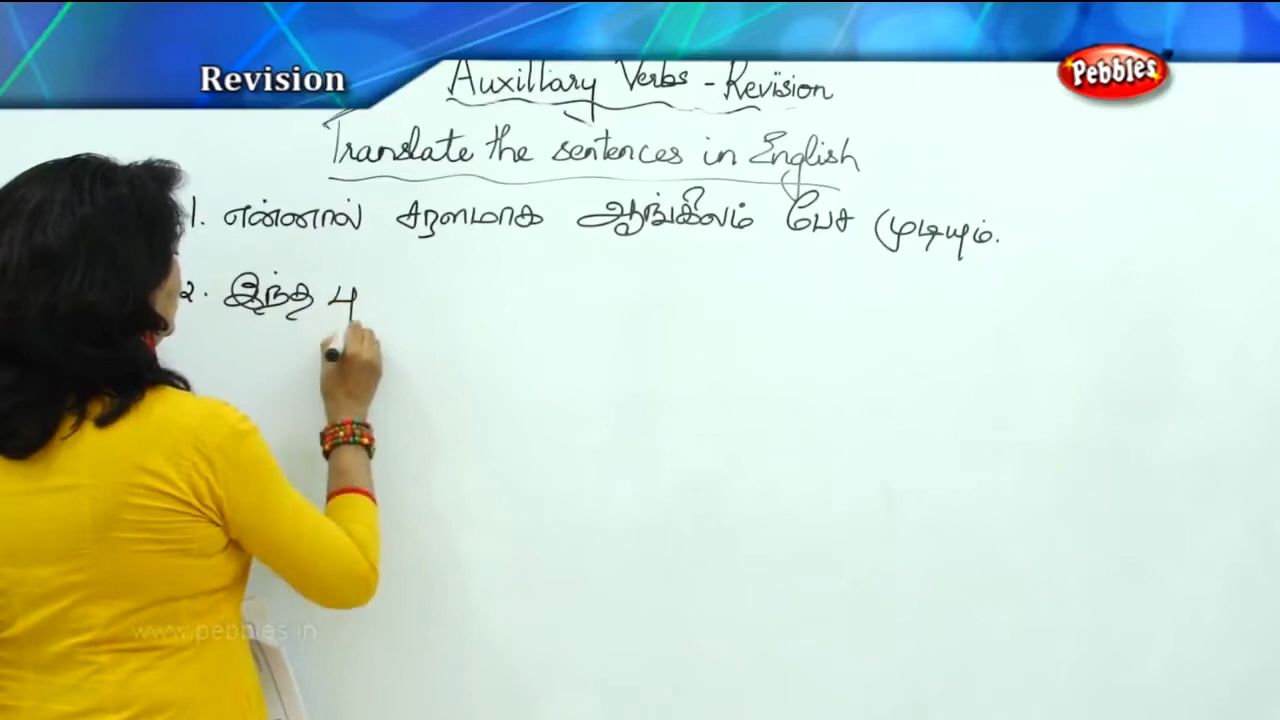 Revision
Pebbles
Auxilliary Verbs - Revision
Translate the sentences in English
1. என்னால் சரளமாக ஆங்கிலம் பேச முடியும்.
2. இந்த பு
www.pebbles.in